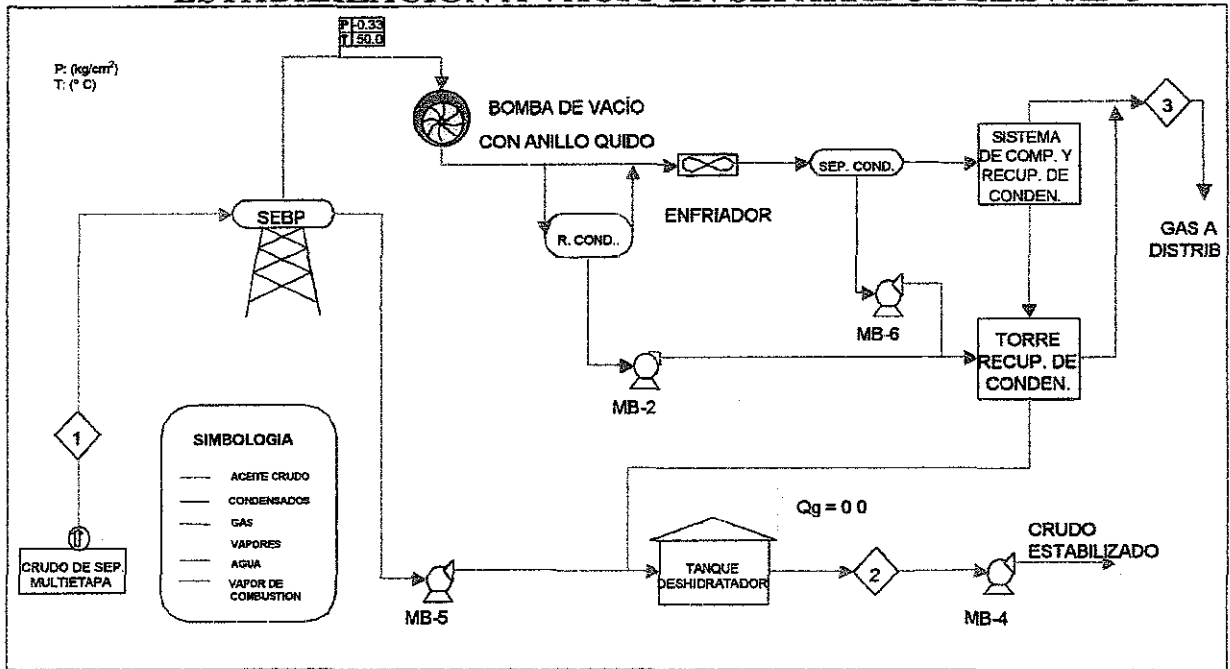 P -0.33
T 50.0
P: (kg/cm²)
T: (° C)
BOMBA DE VACÍO
CON ANILLO QUIDO
SISTEMA
DE COMP. Y
RECUP. DE
CONDEN.
3
SEP. COND.
ENFRIADOR
SEBP
R. COND..
GAS A
DISTRIB
MB-6
TORRE
RECUP. DE
CONDEN.
MB-2
1
SIMBOLOGIA
ACEITE CRUDO
CONDENSADOS
GAS
VAPORES
AGUA
VAPOR DE
COMBUSTION
CRUDO DE SEP.
MULTIETAPA
Qg = 0 0
CRUDO
ESTABILIZADO
TANQUE
DESHIDRATADOR
2
MB-5
MB-4